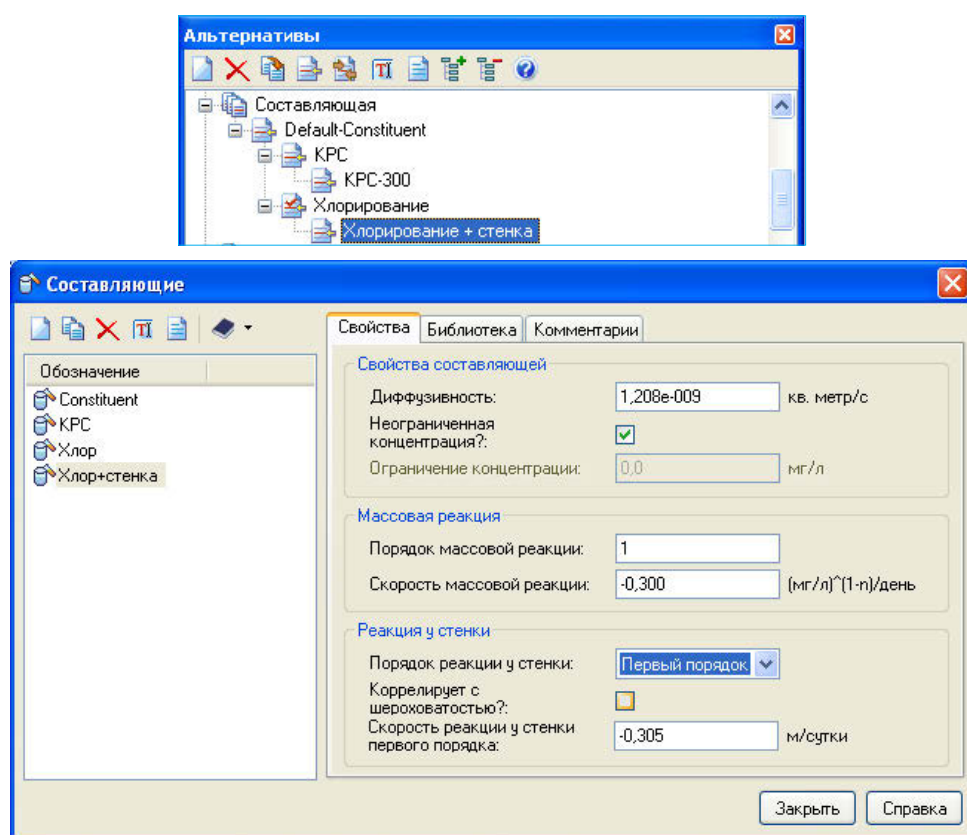 Альтернативы
Составляющая
Default-Constituent
КРС
КРС-300
Хлорирование
Хлорирование + стенка
Составляющие
Обозначение
Constituent
КРС
Хлор
Хлор+стенка
Свойства Библиотека Комментарии
Свойства составляющей
Диффузивность: 1,208e-009 кв. метр/с
Неограниченная
концентрация?:
Ограничение концентрации: 0,0 мг/л
Массовая реакция
Порядок массовой реакции: 1
Скорость массовой реакции: -0,300 (мг/л)^(1-n)/день
Реакция у стенки
Порядок реакции у стенки: Первый порядок
Коррелирует с
шероховатостью?:
Скорость реакции у стенки
первого порядка: -0,305 м/сутки
Закрыть Справка